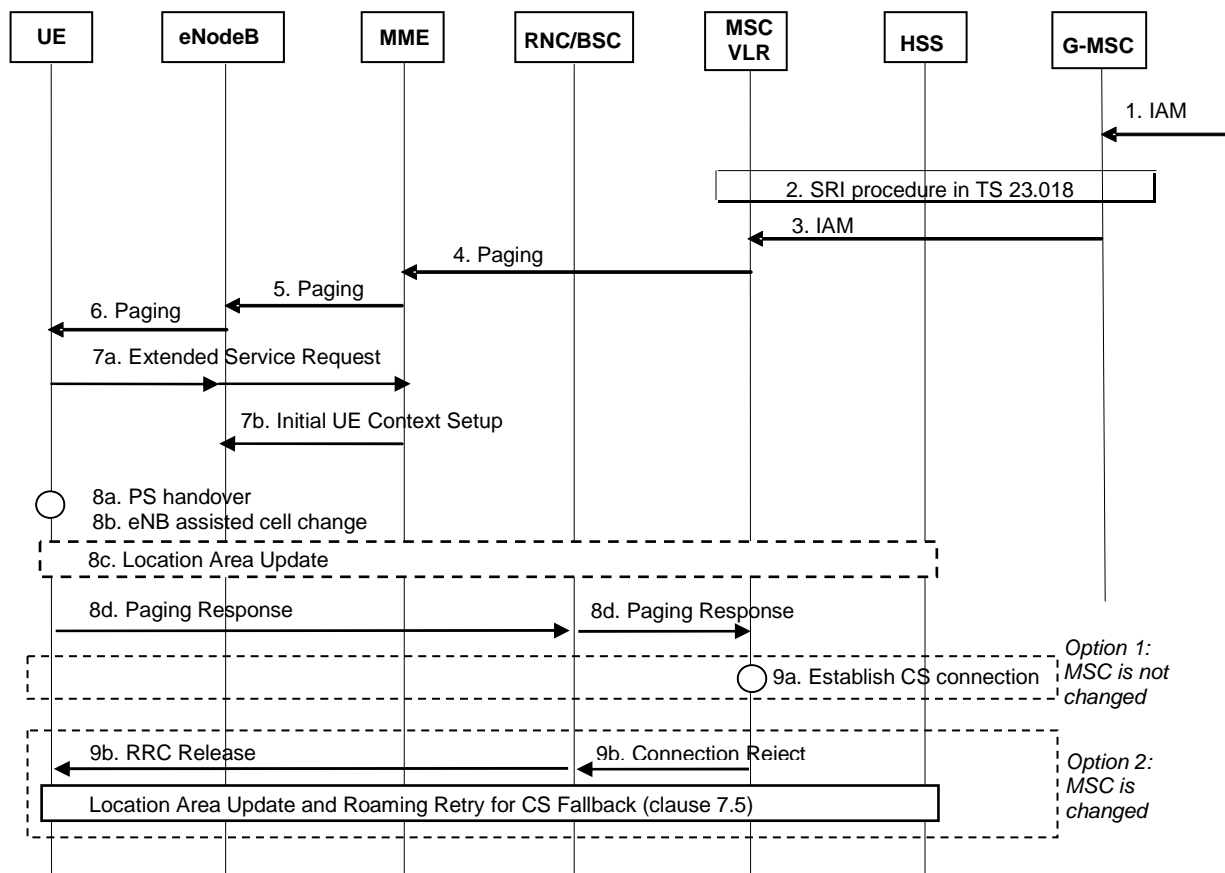 UE
eNodeB
MME
RNC/BSC
MSC
VLR
HSS
G-MSC
1. IAM
2. SRI procedure in TS 23.018
3. IAM
4. Paging
5. Paging
6. Paging
7a. Extended Service Request
7b. Initial UE Context Setup
8a. PS handover
8b. eNB assisted cell change
8c. Location Area Update
8d. Paging Response
8d. Paging Response
Option 1:
MSC is not
changed
9a. Establish CS connection
9b. RRC Release
9b. Connection Reject
Option 2:
MSC is
changed
Location Area Update and Roaming Retry for CS Fallback (clause 7.5)